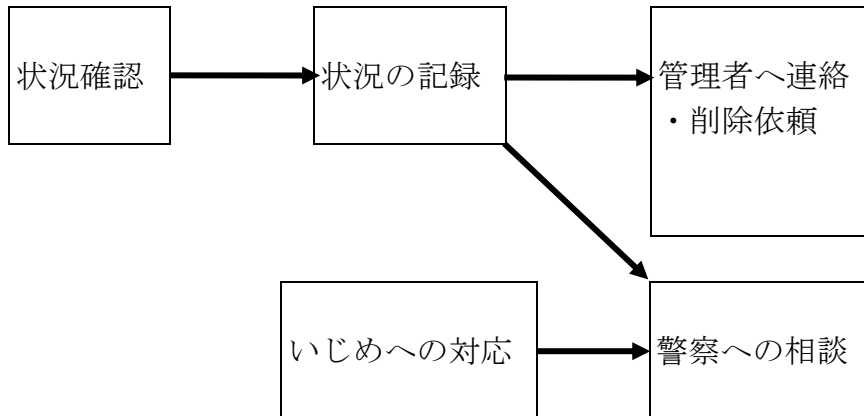 状況確認
状況の記録
管理者へ連絡
・削除依頼
いじめへの対応
警察への相談